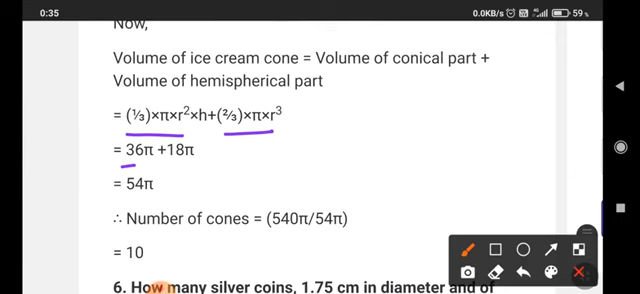 0:35 0.0KB/s 4G 59 %
Now,
Volume of ice cream cone = Volume of conical part +
Volume of hemispherical part
= (⅓)×π×r²×h+(⅔)×π×r³
= 36π +18π
= 54π
∴ Number of cones = (540π/54π)
= 10
6. How many silver coins, 1.75 cm in diameter and of